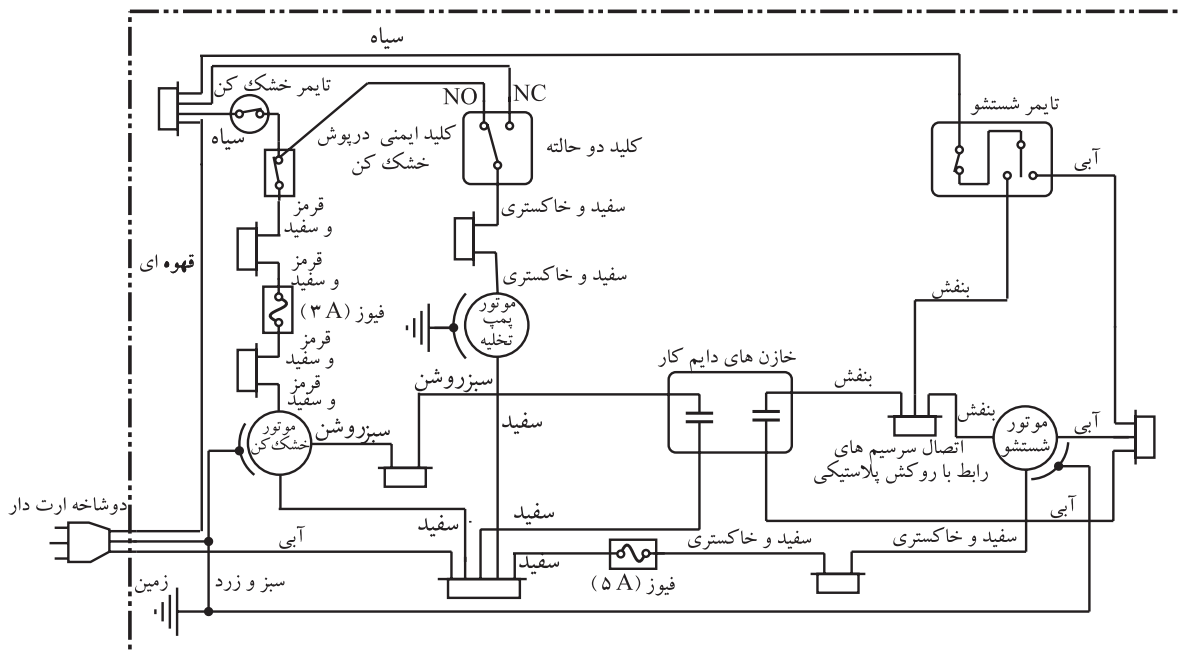 سیاه
تایمر خشک کن
سیاه
NO
NC
کلید ایمنی درپوش
خشک کن
کلید دو حالته
تایمر شستشو
آبی
سفید و خاکستری
سفید و خاکستری
قرمز
و سفید
قرمز
و سفید
قهوه ای
فیوز (۳ A)
قرمز
و سفید
قرمز
و سفید
موتور
پمپ
تخلیه
بنفش
خازن های دایم کار
سبزروشن
بنفش
بنفش
موتور
خشک کن
سبزروشن
سفید
موتور
شستشو
آبی
اتصال سرسیم های
رابط با روکش پلاستیکی
دوشاخه ارت دار
سفید
سفید
آبی
آبی
سفید و خاکستری
سفید و خاکستری
سفید
فیوز (۵ A)
زمین
سبز و زرد